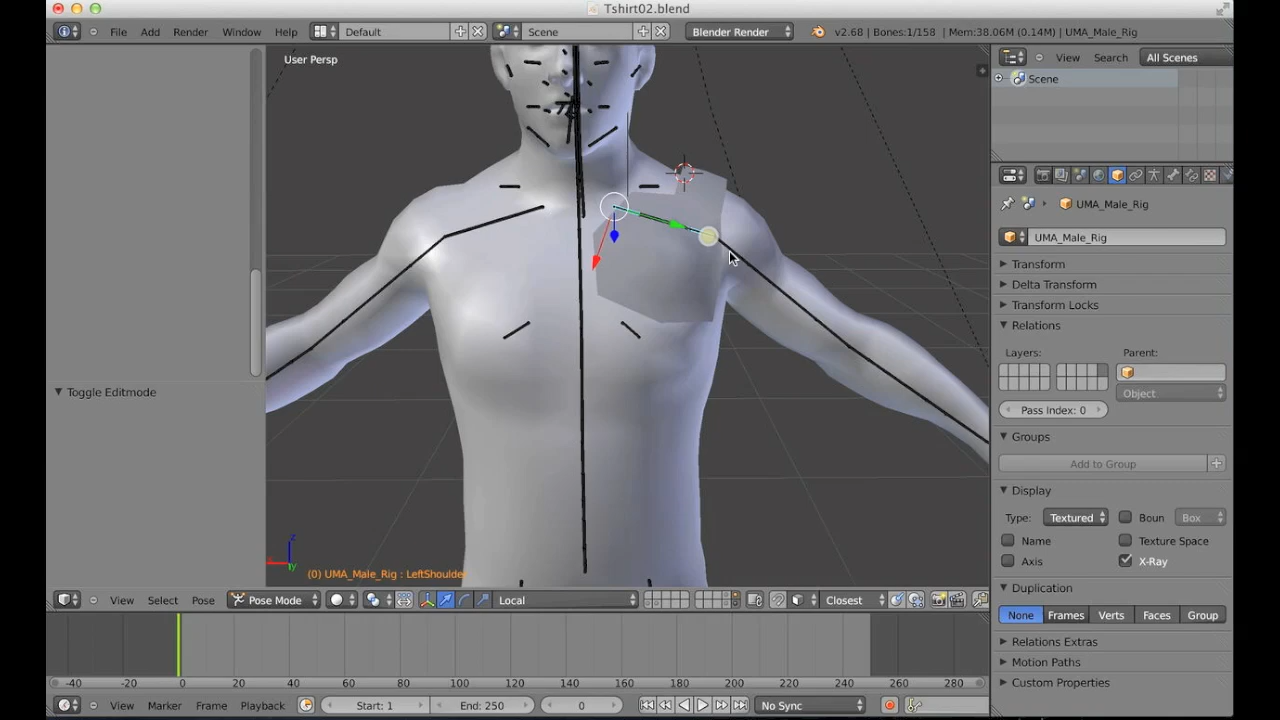 Tshirt02.blend
File Add Render Window Help Default Scene Blender Render v2.68 | Bones:1/158 | Mem:38.06M (0.14M) | UMA_Male_Rig
User Persp
View Search All Scenes
Scene
UMA_Male_Rig
UMA_Male_Rig
Transform
Delta Transform
Transform Locks
Relations
Layers: Parent:
Object
Pass Index: 0
Toggle Editmode
Groups
Add to Group
Display
Type: Textured Boun Box
Name Texture Space
Axis X-Ray
z
y
(0) UMA_Male_Rig : LeftShoulde
Duplication
View Select Pose Pose Mode Local Closest
None Frames Verts Faces Group
Relations Extras
Motion Paths
Custom Properties
-40 -20 0 20 40 60 80 100 120 140 160 180 200 220 240 260 280
View Marker Frame Playback Start: 1 End: 250 0 No Sync